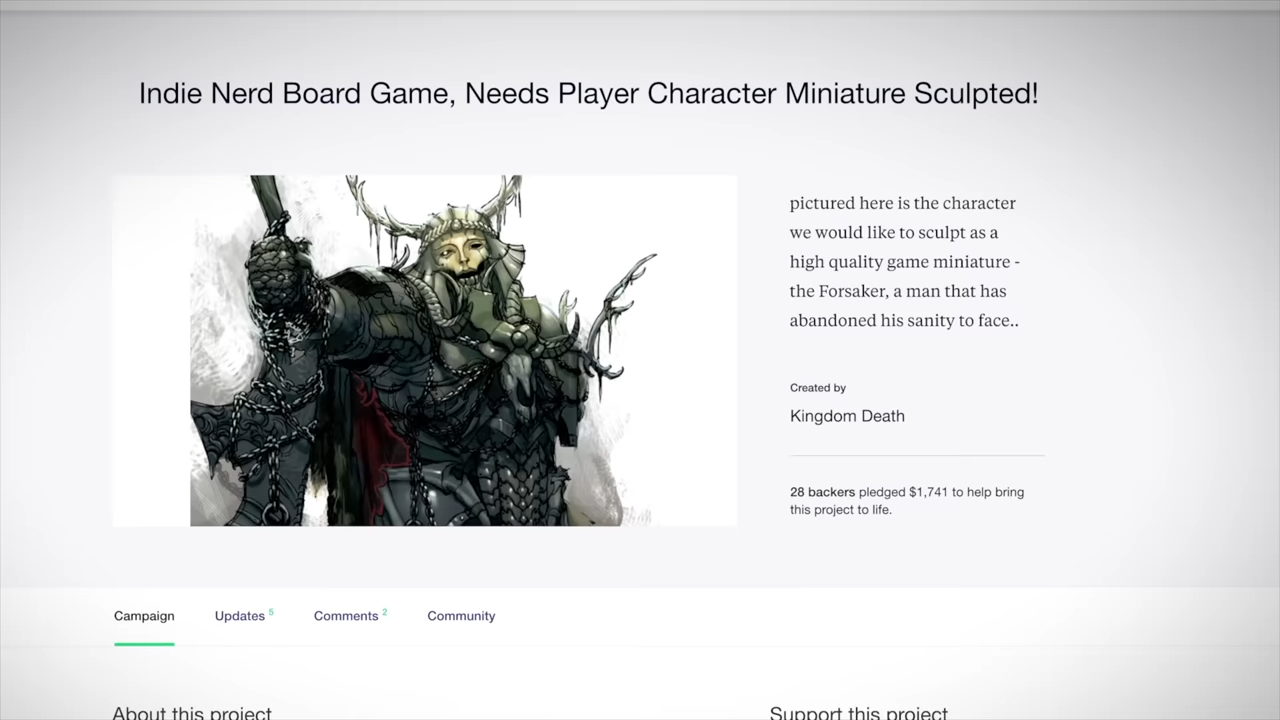 Indie Nerd Board Game, Needs Player Character Miniature Sculpted!
pictured here is the character
we would like to sculpt as a
high quality game miniature -
the Forsaker, a man that has
abandoned his sanity to face..
Created by
Kingdom Death
28 backers pledged $1,741 to help bring
this project to life.
Campaign Updates 5 Comments 2 Community
About this project Support this project